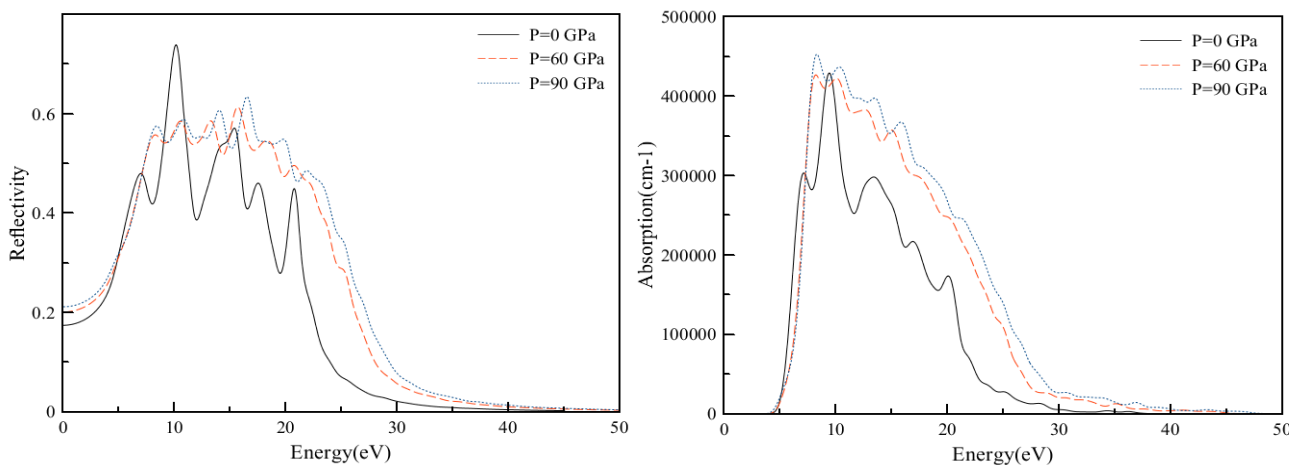 P=0 GPa
P=60 GPa
P=90 GPa
0.6
0.4
0.2
0
Reflectivity
0 10 20 30 40 50
Energy(eV)
500000
400000
300000
200000
100000
0
Absorption(cm-1)
P=0 GPa
P=60 GPa
P=90 GPa
0 10 20 30 40 50
Energy(eV)